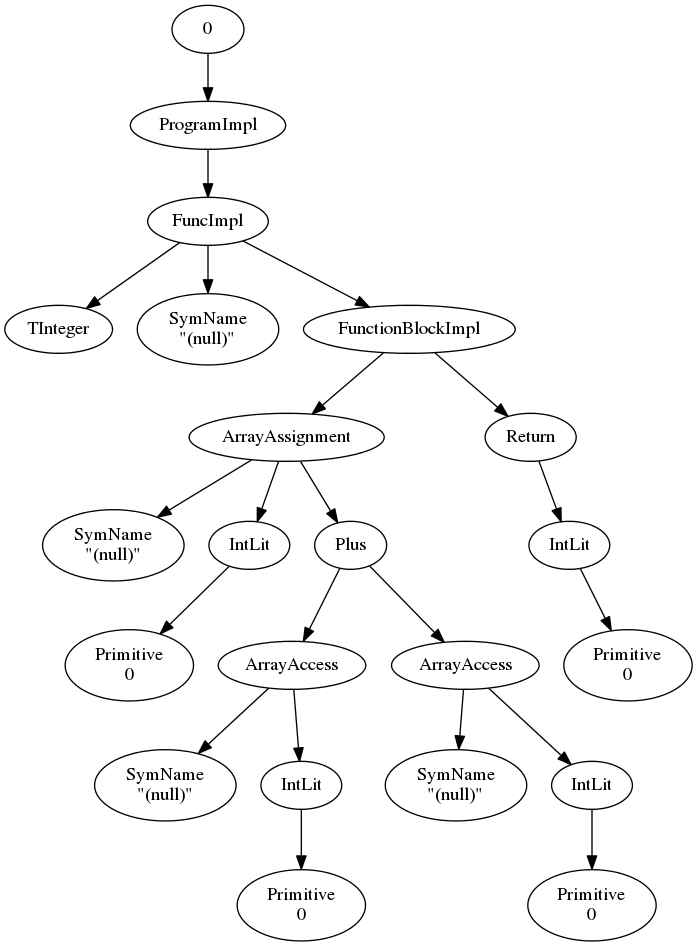 0
ProgramImpl
FuncImpl
TInteger
SymName
"(null)"
FunctionBlockImpl
ArrayAssignment
Return
SymName
"(null)"
IntLit
Plus
IntLit
Primitive
0
ArrayAccess
ArrayAccess
Primitive
0
SymName
"(null)"
IntLit
SymName
"(null)"
IntLit
Primitive
0
Primitive
0